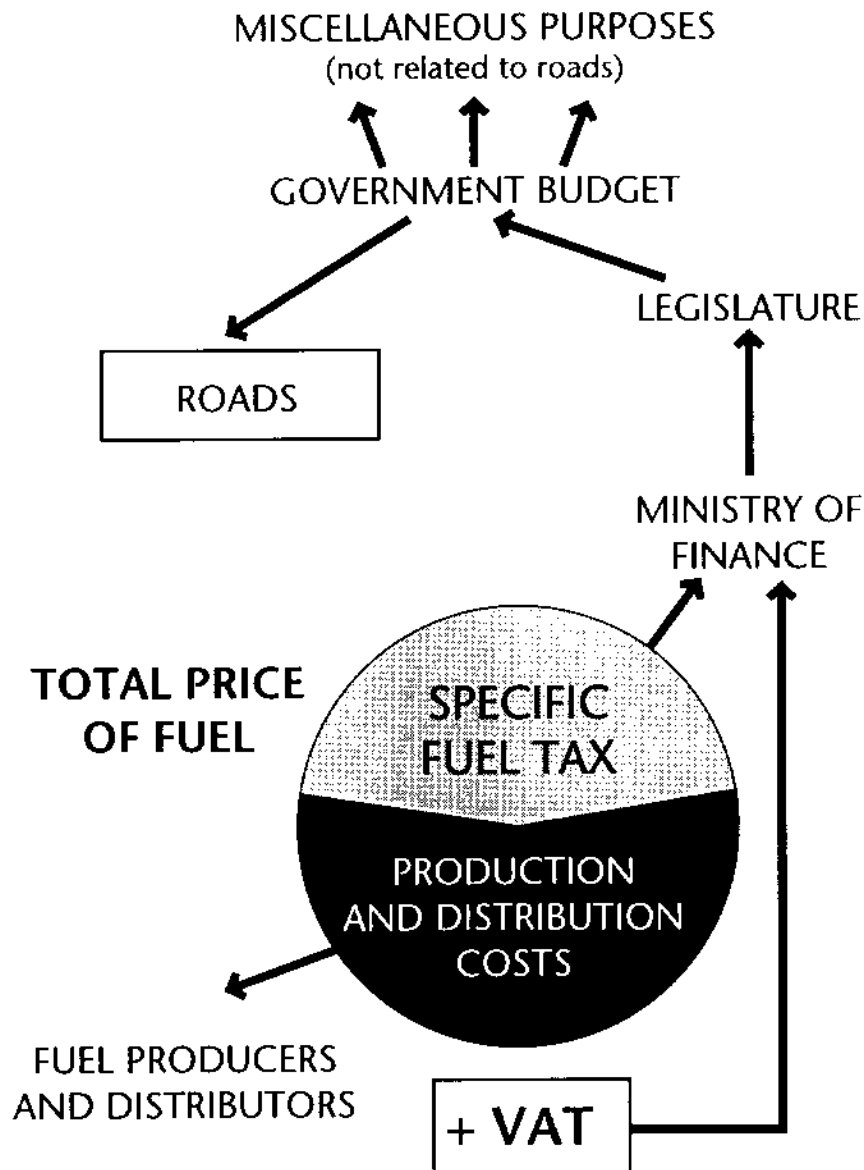 MISCELLANEOUS PURPOSES
(not related to roads)
GOVERNMENT BUDGET
LEGISLATURE
ROADS
MINISTRY OF
FINANCE
TOTAL PRICE
OF FUEL
SPECIFIC
FUEL TAX
PRODUCTION
AND DISTRIBUTION
COSTS
FUEL PRODUCERS
AND DISTRIBUTORS
+ VAT